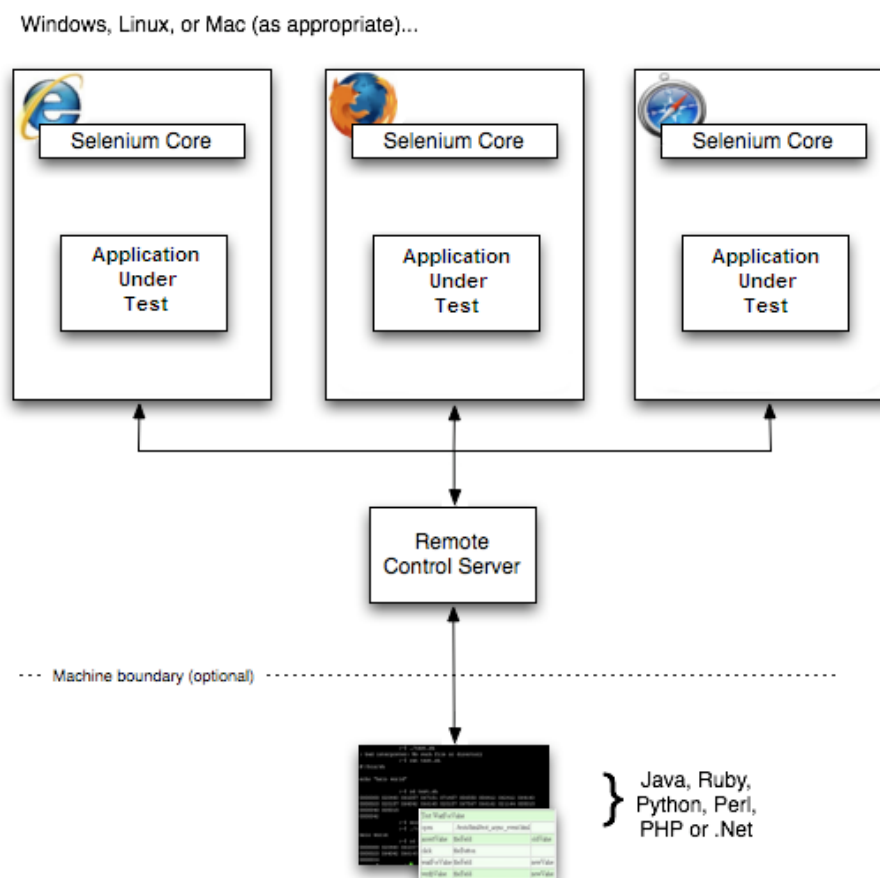 Windows, Linux, or Mac (as appropriate)...
Selenium Core
Selenium Core
Selenium Core
Application
Under
Test
Application
Under
Test
Application
Under
Test
Remote
Control Server
Machine boundary (optional)
Java, Ruby,
Python, Perl,
PHP or .Net